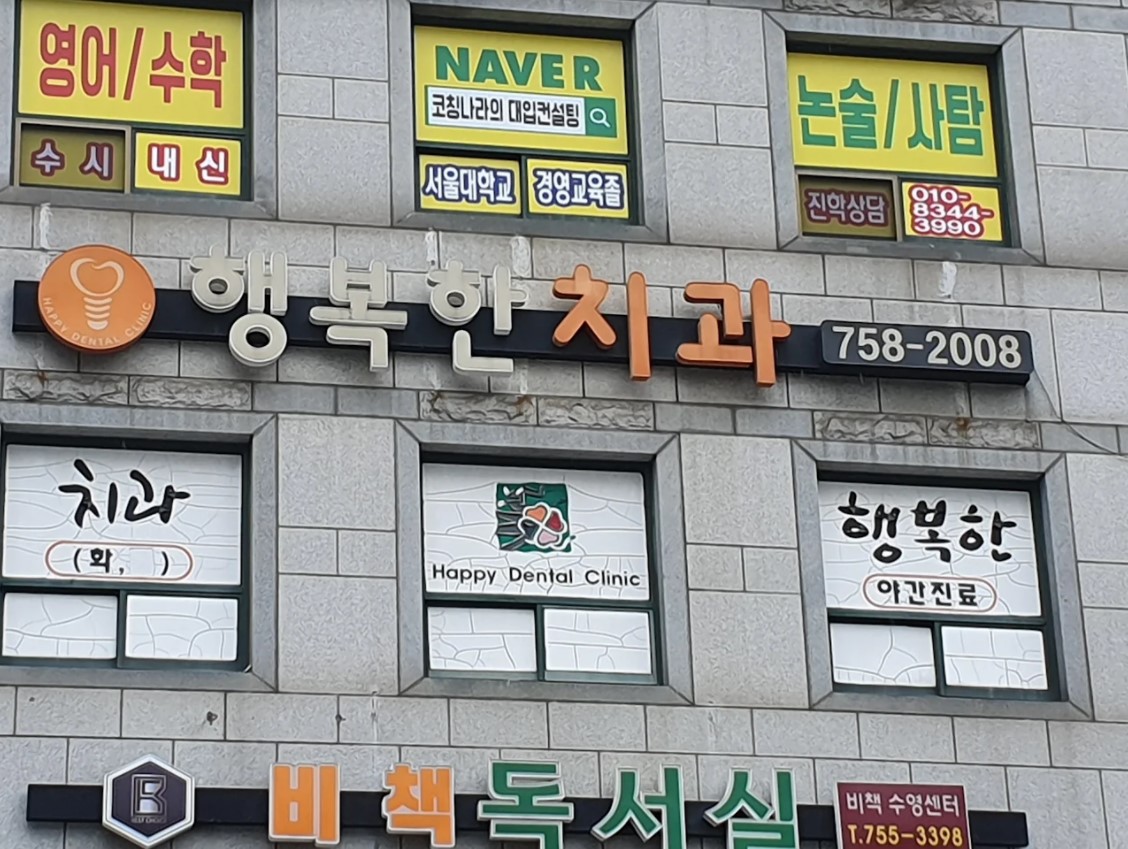 영어/수학
수시
내신
NAVER
코칭나라의 대입컨설팅
서울대학교
경영교육졸
논술/사탐
진학상담
010-
8344-
3990
HAPPY DENTAL CLINIC
행복한치과
758-2008
치과
(화, )
Happy Dental Clinic
행복한
야간진료
비책독서실
비책 수영센터
T.755-3398